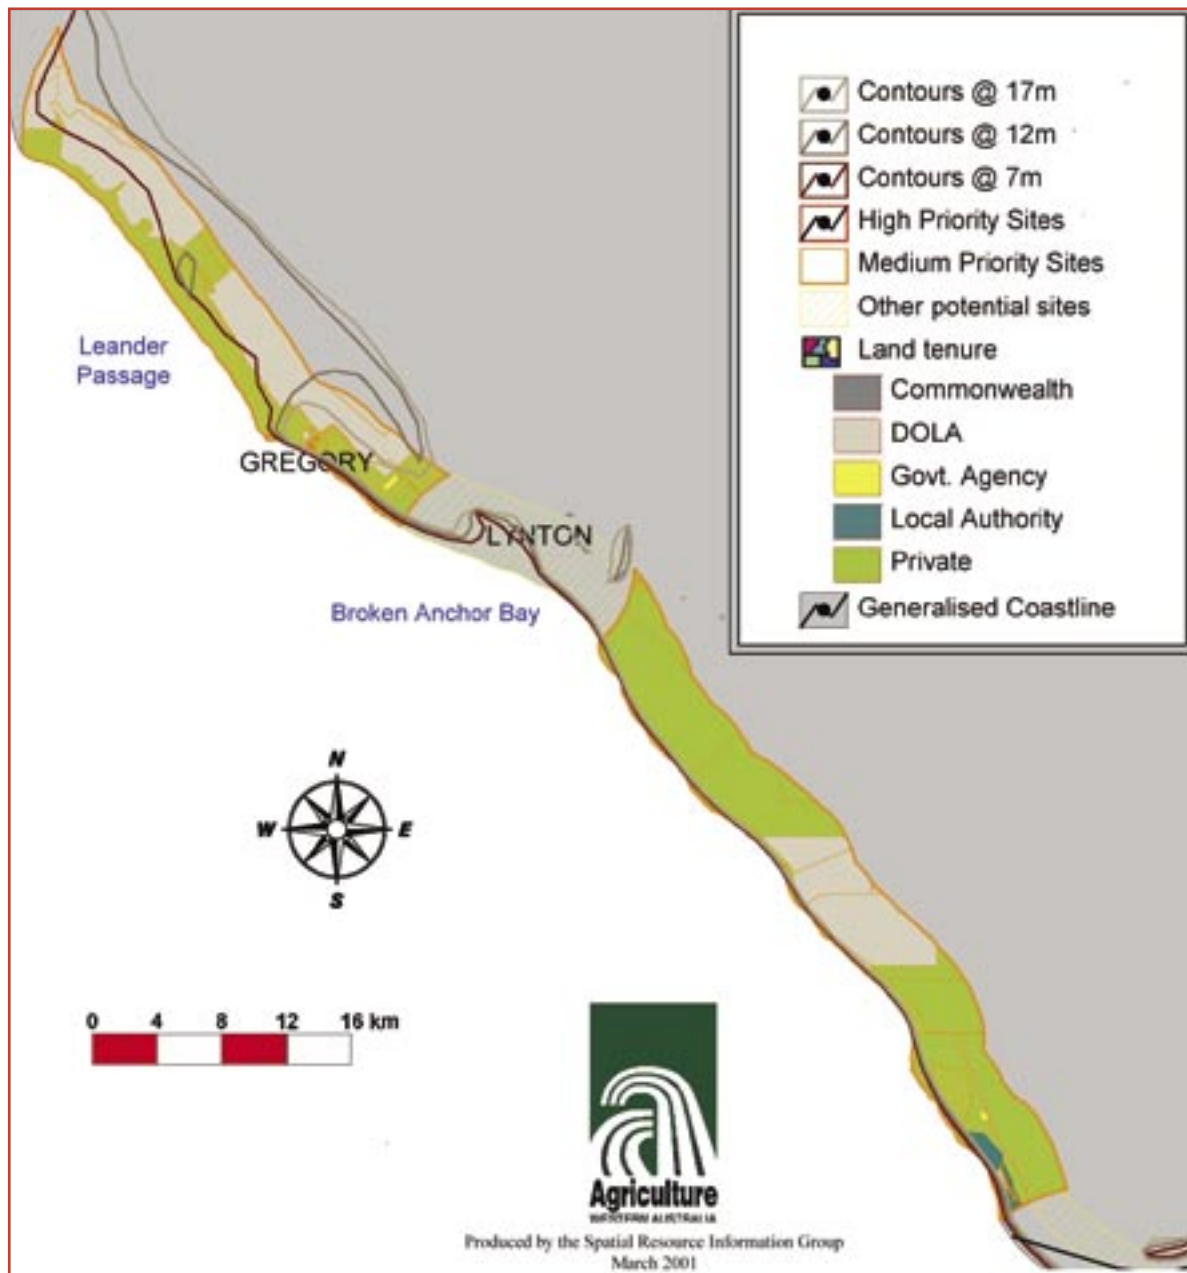 Contours @ 17m
Contours @ 12m
Contours @ 7m
High Priority Sites
Medium Priority Sites
Other potential sites
Land tenure
Commonwealth
DOLA
Govt. Agency
Local Authority
Private
Generalised Coastline
Leander
Passage
GREGORY
LYNTON
Broken Anchor Bay
N
W E
S
0 4 8 12 16 km
Agriculture
WESTERN AUSTRALIA
Produced by the Spatial Resource Information Group
March 2001